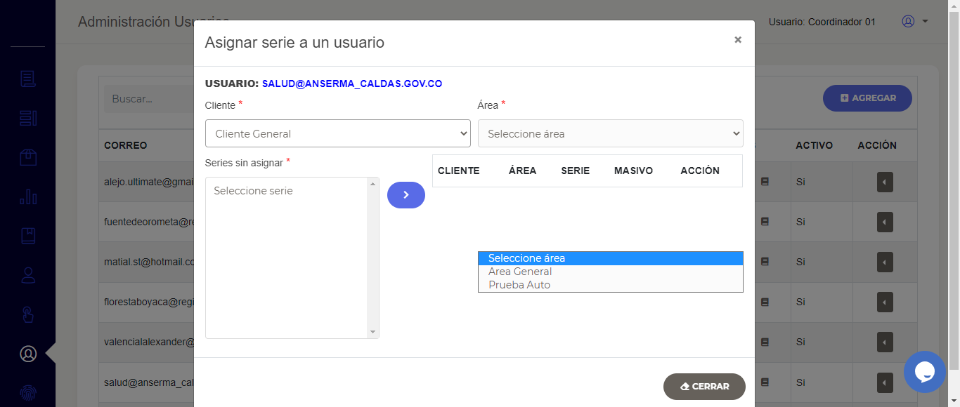 Administración Usuarios
Usuario: Coordinador 01
Asignar serie a un usuario
×
USUARIO: SALUD@ANSERMA_CALDAS.GOV.CO
Cliente *
Área *
Cliente General
Seleccione área
Series sin asignar *
Seleccione serie
CLIENTE ÁREA SERIE MASIVO ACCIÓN
Seleccione área
Area General
Prueba Auto
CERRAR
Buscar...
AGREGAR
CORREO
ACTIVO ACCIÓN
alejo.ultimate@gmai
Si
fuentedeorometa@re
Si
matial.st@hotmail.co
Si
florestaboyaca@regi
Si
valencialalexander@
Si
salud@anserma_cal
Si